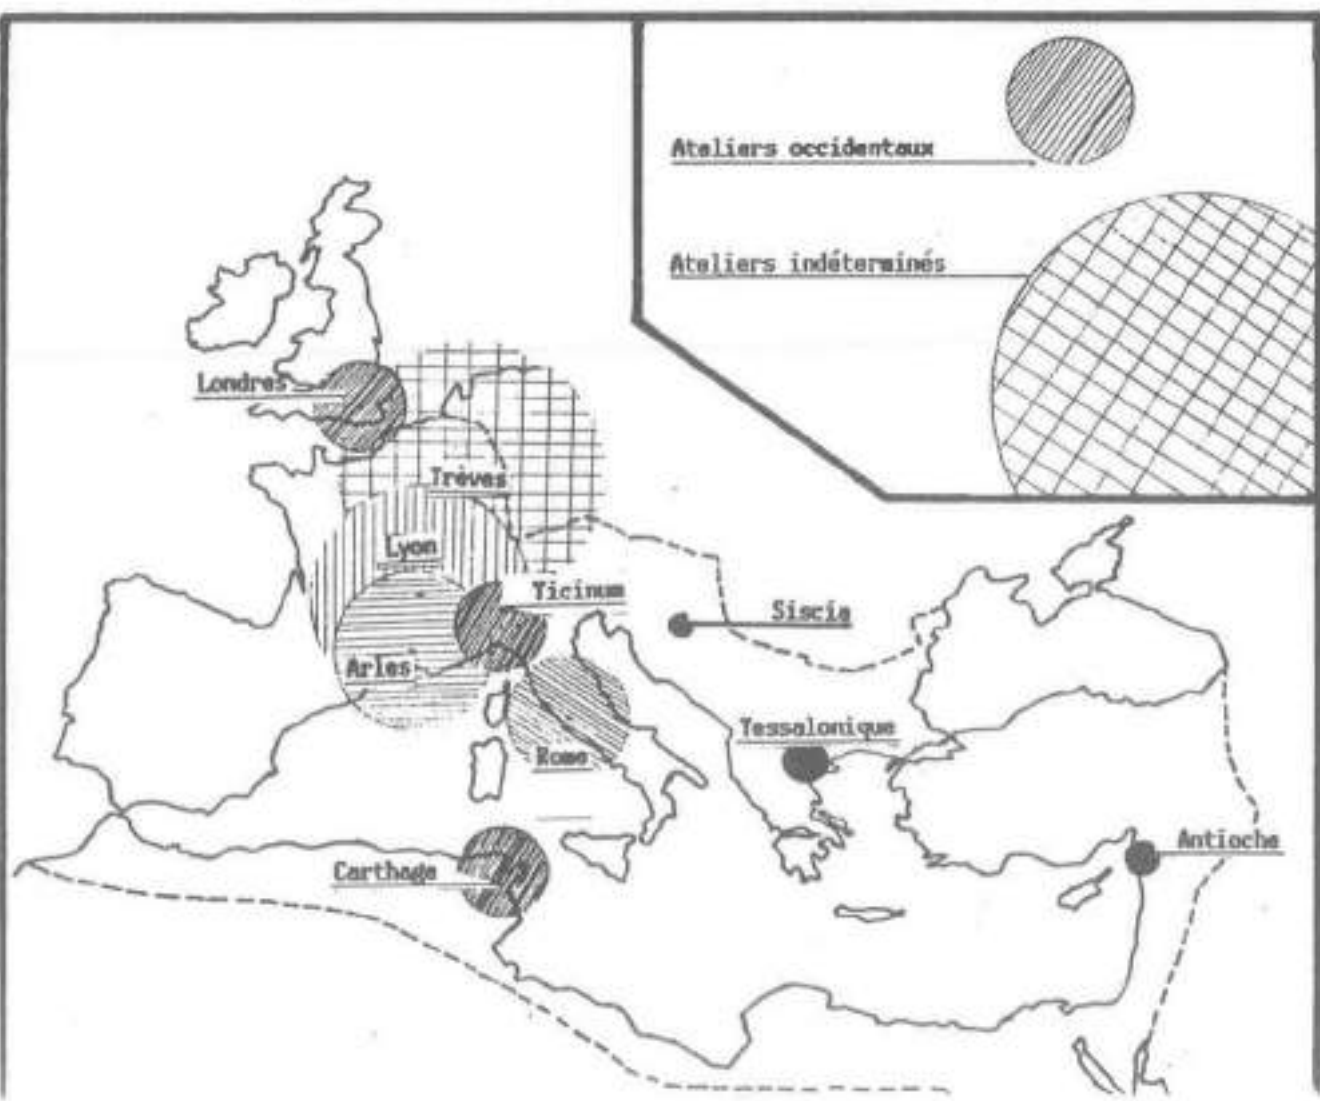 Ateliers occidentaux
Ateliers indéterminés
Londres
Trèves
Lyon
Ticinum
Siscia
Arles
Tessalonique
Rome
Antioche
Carthage